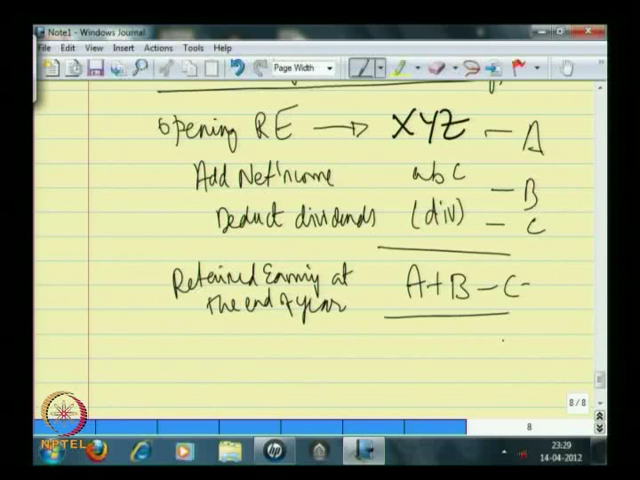 Note1 - Windows Journal
File Edit View Insert Actions Tools Help
Page Width
Opening RE → XYZ — A
Add Net income abc — B
Deduct dividends (div) — C
Retained Earning at A+B-C
the end of year
8/8
8
NPTEL
23:29
14-04-2012